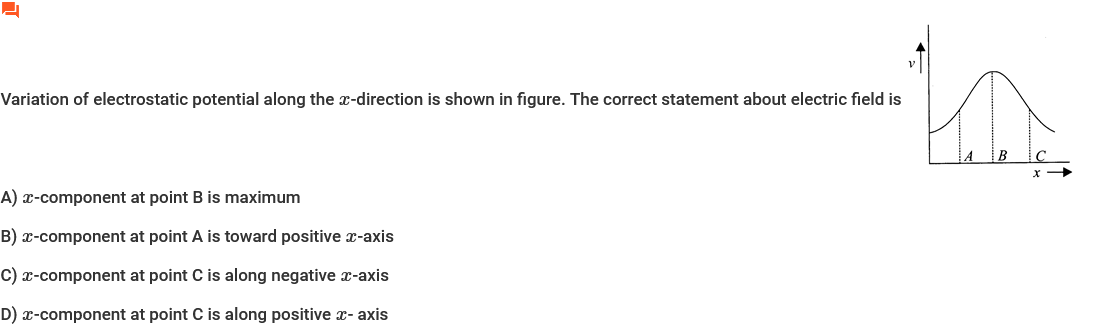 v
Variation of electrostatic potential along the x-direction is shown in figure. The correct statement about electric field is
A B C
x
A) x-component at point B is maximum
B) x-component at point A is toward positive x-axis
C) x-component at point C is along negative x-axis
D) x-component at point C is along positive x- axis